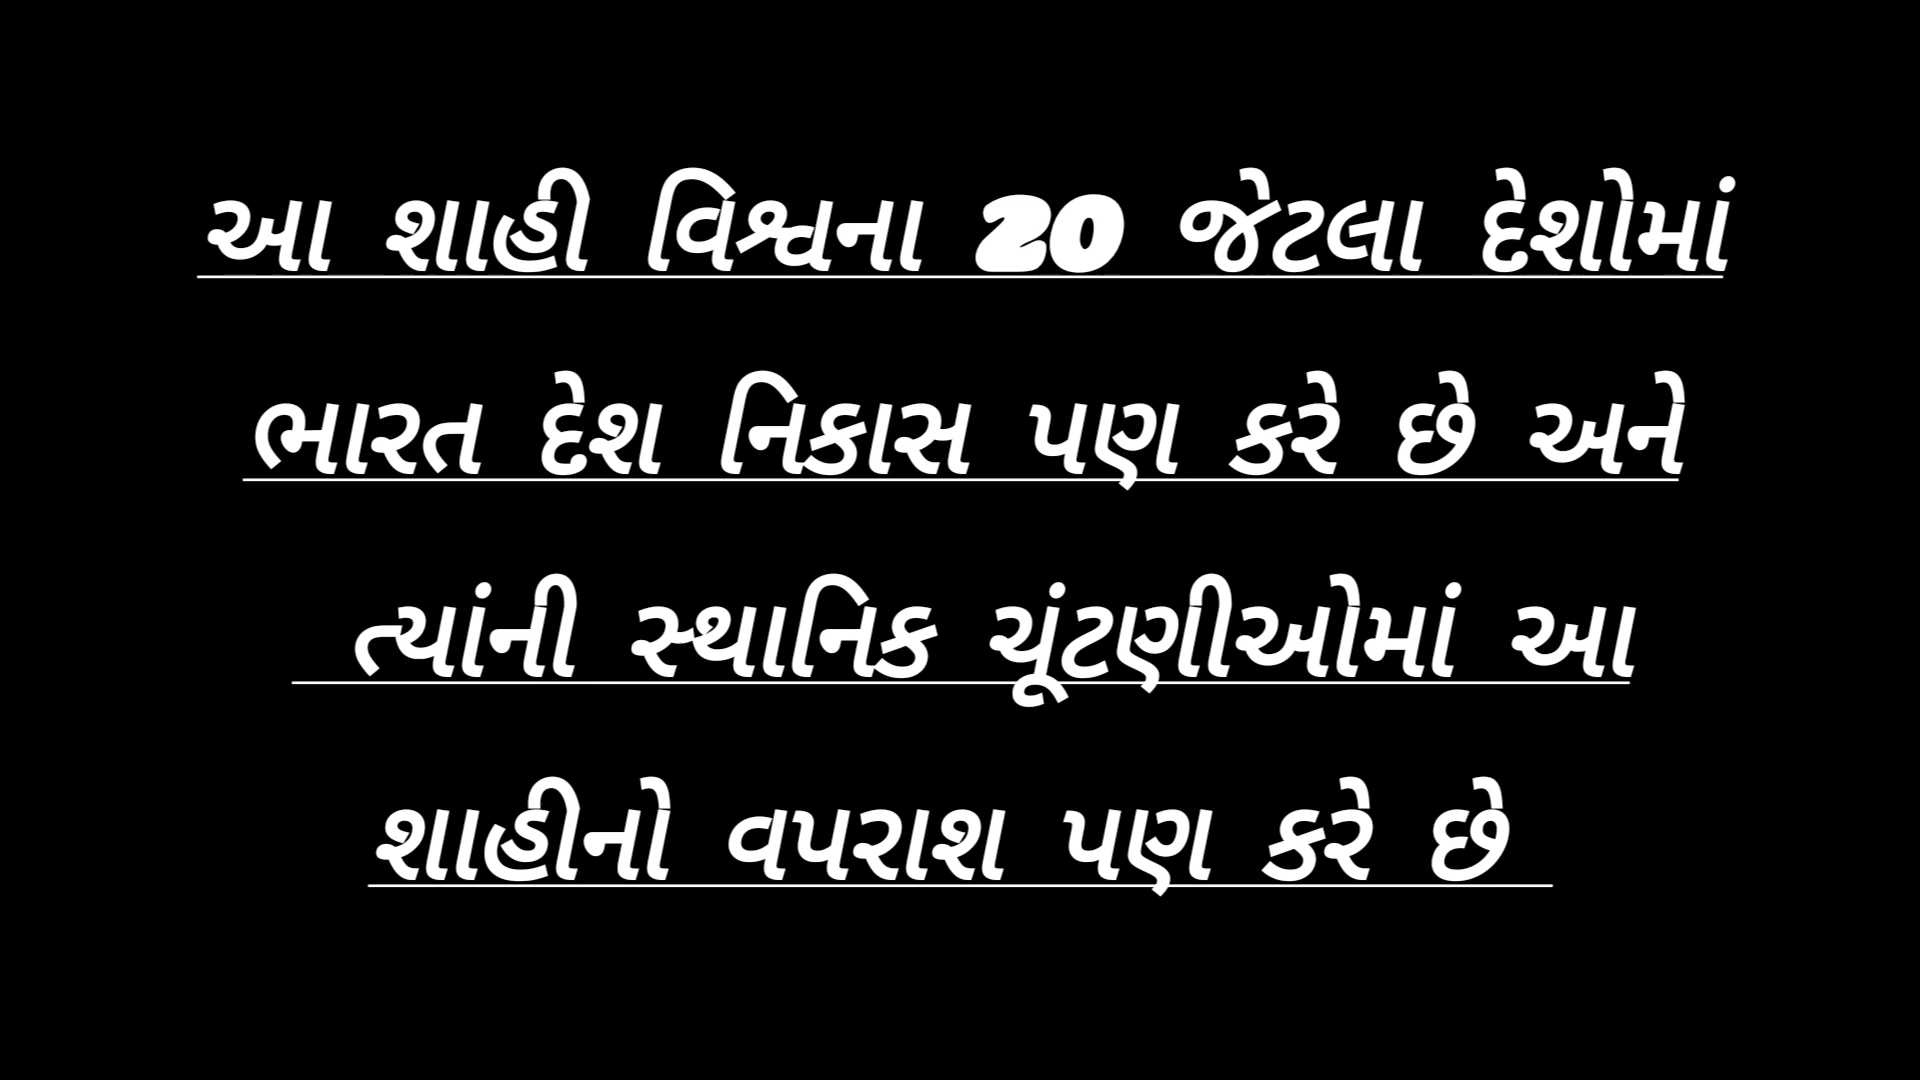 આ શાહી વિશ્વના 20 જેટલા દેશોમાં
ભારત દેશ નિકાસ પણ કરે છે અને
ત્યાંની સ્થાનિક ચૂંટણીઓમાં આ
શાહીનો વપરાશ પણ કરે છે